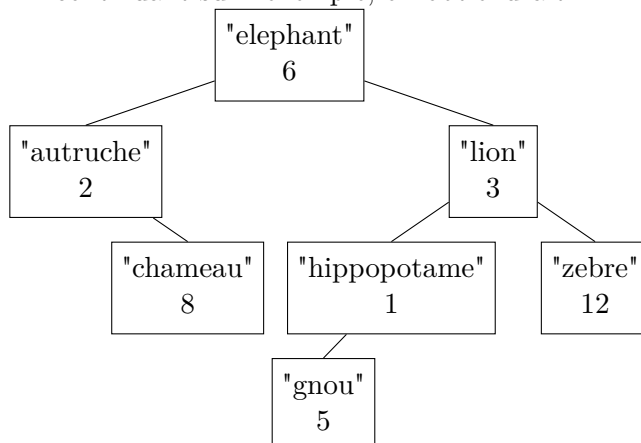 "elephant"
6
"autruche"
2
"lion"
3
"chameau"
8
"hippopotame"
1
"zebre"
12
"gnou"
5